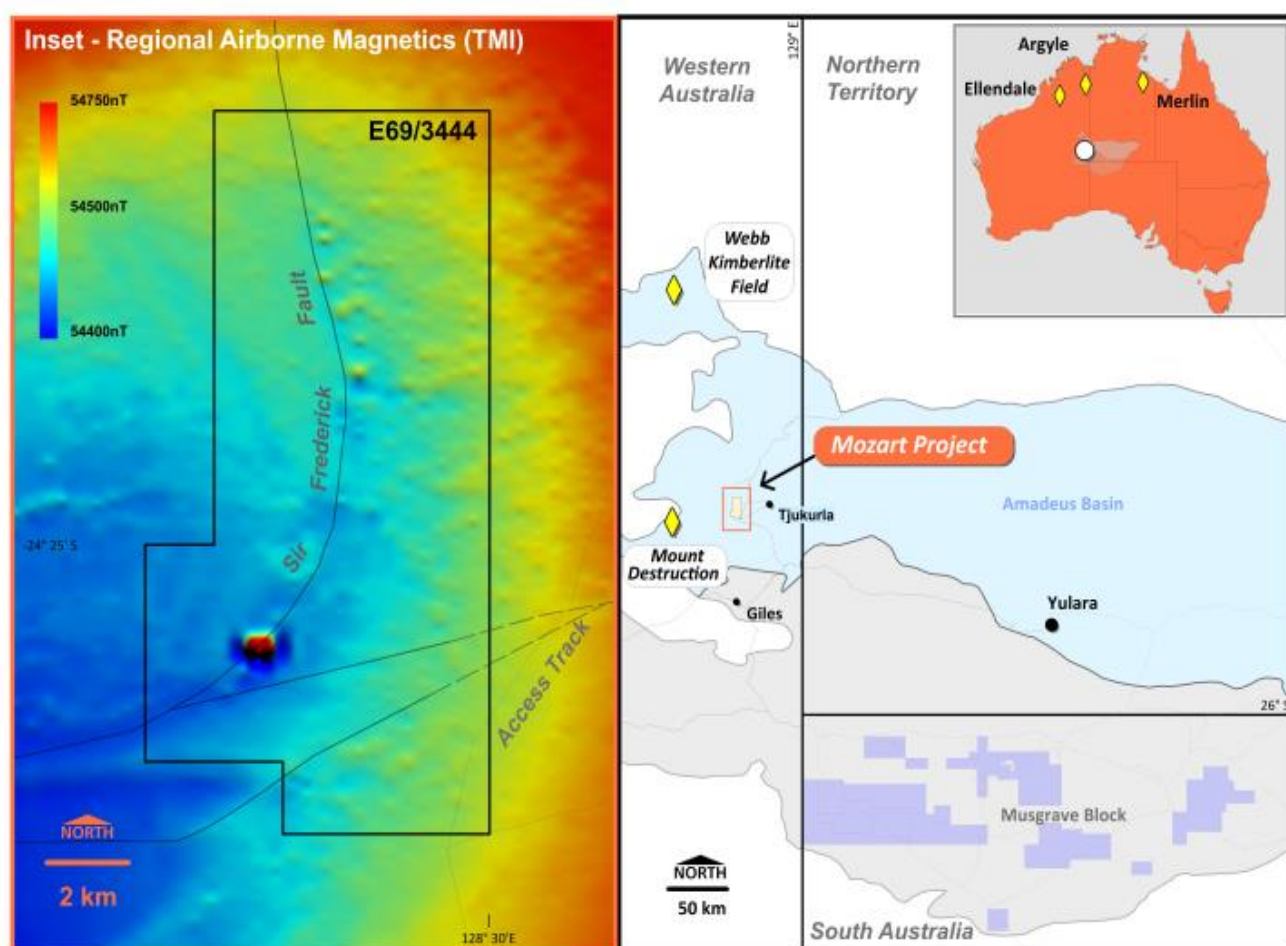 Inset - Regional Airborne Magnetics (TMI)
54750nT
54500nT
54400nT
E69/3444
Fault
Frederick
Sir
-24° 25' S
Access Track
NORTH
2 km
128° 30'E
Western
Australia
129° E
Northern
Territory
Argyle
Ellendale
Merlin
Webb
Kimberlite
Field
Mozart Project
Tjukurla
Amadeus Basin
Mount
Destruction
Giles
Yulara
26° S
Musgrave Block
NORTH
50 km
South Australia